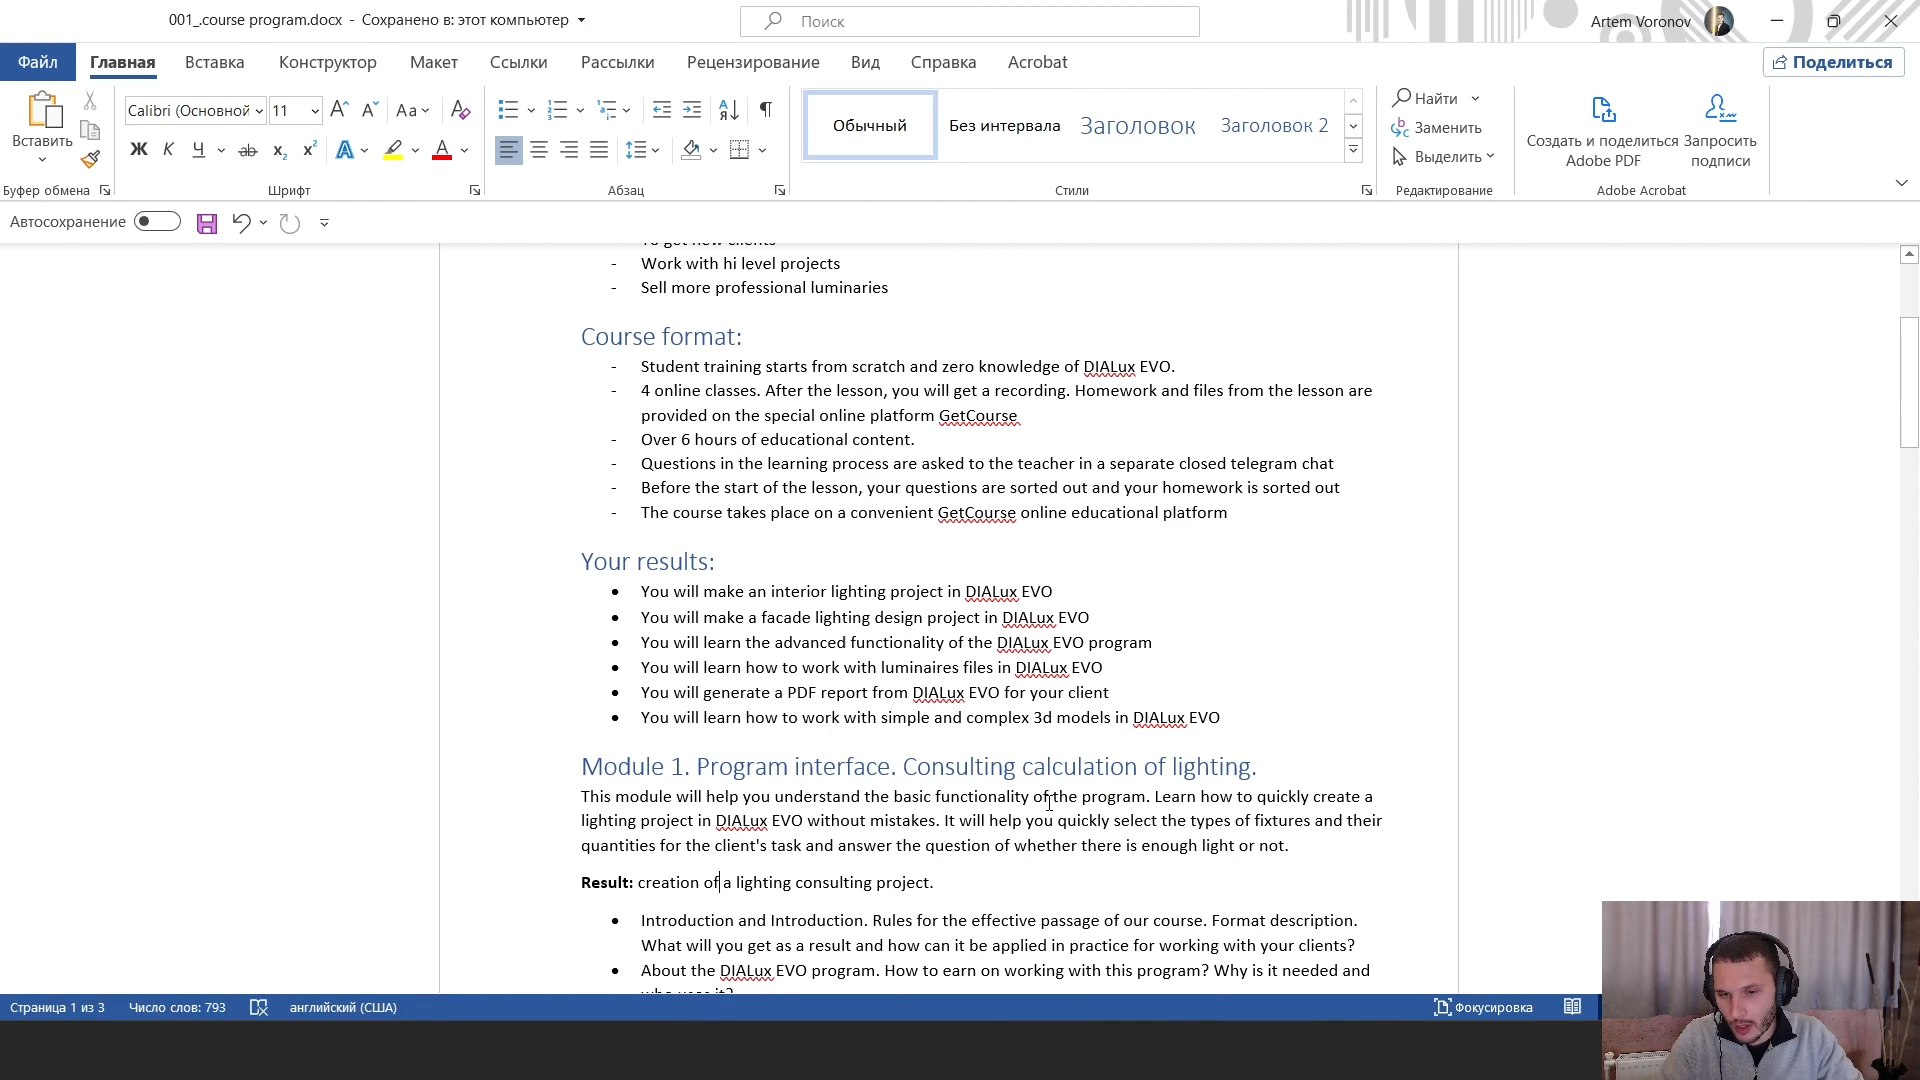 001_.course program.docx - Сохранено в: этот компьютер
Поиск
Artem Voronov
Файл Главная Вставка Конструктор Макет Ссылки Рассылки Рецензирование Вид Справка Acrobat
Поделиться
Вставить
Calibri (Основной 11
Aa
Ж К Ч ab x₂ x² A A
Обычный
Без интервала
Заголовок
Заголовок 2
Найти
Заменить
Выделить
Создать и поделиться Adobe PDF
Запросить подписи
Буфер обмена Шрифт Абзац Стили Редактирование Adobe Acrobat
Автосохранение
To get new clients
- Work with hi level projects
- Sell more professional luminaries
Course format:
- Student training starts from scratch and zero knowledge of DIALux EVO.
- 4 online classes. After the lesson, you will get a recording. Homework and files from the lesson are
provided on the special online platform GetCourse
- Over 6 hours of educational content.
- Questions in the learning process are asked to the teacher in a separate closed telegram chat
- Before the start of the lesson, your questions are sorted out and your homework is sorted out
- The course takes place on a convenient GetCourse online educational platform
Your results:
• You will make an interior lighting project in DIALux EVO
• You will make a facade lighting design project in DIALux EVO
• You will learn the advanced functionality of the DIALux EVO program
• You will learn how to work with luminaires files in DIALux EVO
• You will generate a PDF report from DIALux EVO for your client
• You will learn how to work with simple and complex 3d models in DIALux EVO
Module 1. Program interface. Consulting calculation of lighting.
This module will help you understand the basic functionality of the program. Learn how to quickly create a
lighting project in DIALux EVO without mistakes. It will help you quickly select the types of fixtures and their
quantities for the client's task and answer the question of whether there is enough light or not.
Result: creation of a lighting consulting project.
• Introduction and Introduction. Rules for the effective passage of our course. Format description.
What will you get as a result and how can it be applied in practice for working with your clients?
• About the DIALux EVO program. How to earn on working with this program? Why is it needed and
who uses it?
Страница 1 из 3 Число слов: 793 английский (США) Фокусировка